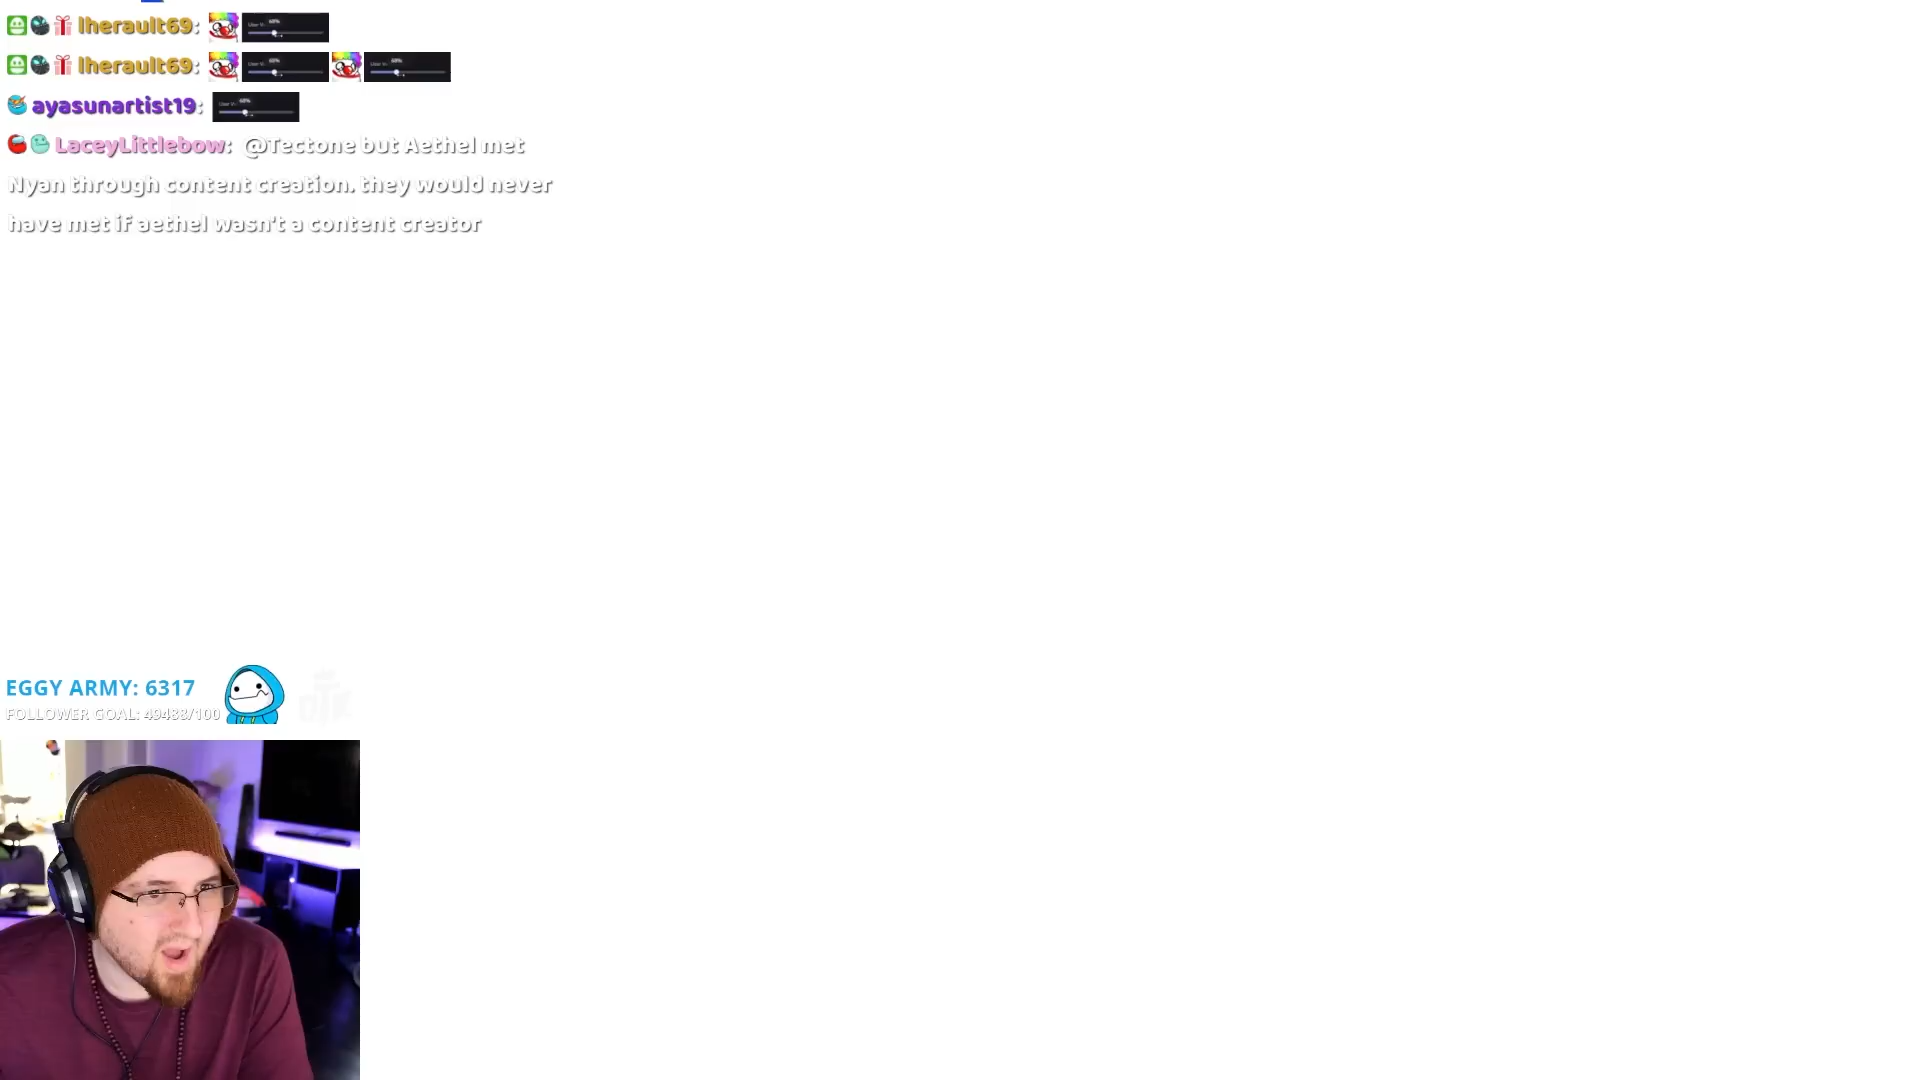 lherault69:
lherault69:
ayasunartist19:
LaceyLittlebow: @Tectone but Aethel met
Nyan through content creation. they would never
have met if aethel wasn't a content creator
EGGY ARMY: 6317
FOLLOWER GOAL: 49488/100